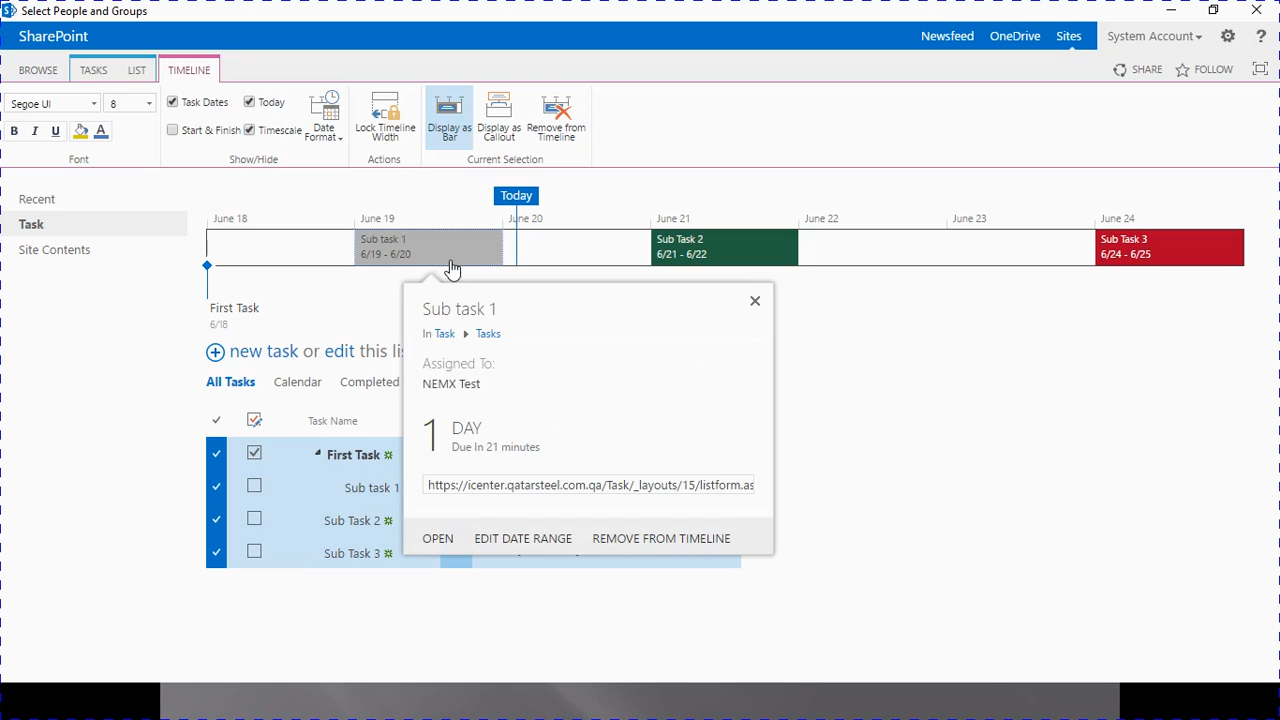 Select People and Groups
SharePoint
Newsfeed OneDrive Sites System Account ?
BROWSE TASKS LIST TIMELINE SHARE FOLLOW
Segoe UI 8
B I U A
Font
Task Dates Today
Start & Finish Timescale
Date Format
Show/Hide
Lock Timeline Width
Actions
Display as Bar
Display as Callout
Remove from Timeline
Current Selection
Recent
Task
Site Contents
Today
June 18 June 19 June 20 June 21 June 22 June 23 June 24
Sub task 1
6/19 - 6/20
Sub Task 2
6/21 - 6/22
Sub Task 3
6/24 - 6/25
First Task
6/18
new task or edit this lis
All Tasks Calendar Completed
Task Name
First Task
Sub task 1
Sub Task 2
Sub Task 3
Sub task 1
In Task Tasks
Assigned To:
NEMX Test
1 DAY
Due In 21 minutes
https://icenter.qatarsteel.com.qa/Task/_layouts/15/listform.as
OPEN EDIT DATE RANGE REMOVE FROM TIMELINE